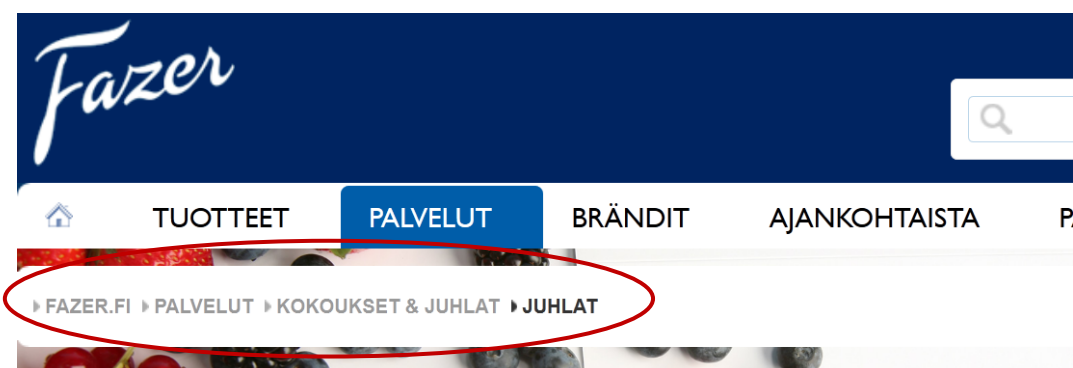 Fazer
TUOTTEET PALVELUT BRÄNDIT AJANKOHTAISTA
FAZER.FI PALVELUT KOKOUKSET & JUHLAT JUHLAT